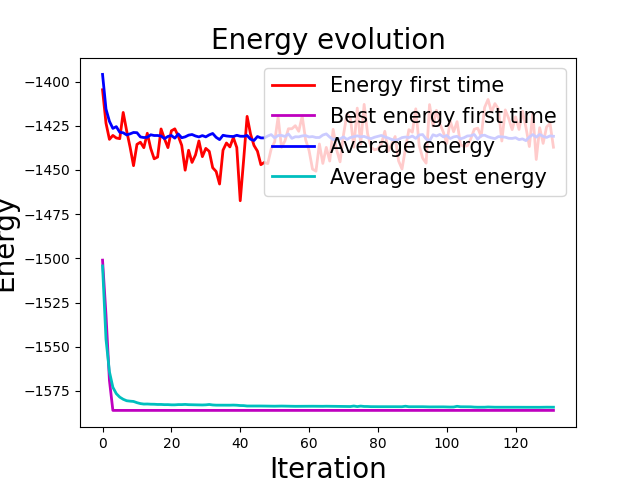 Energy evolution
Energy first time
Best energy first time
Average energy
Average best energy
Energy
−1400
−1425
−1450
−1475
−1500
−1525
−1550
−1575
0 20 40 60 80 100 120
Iteration